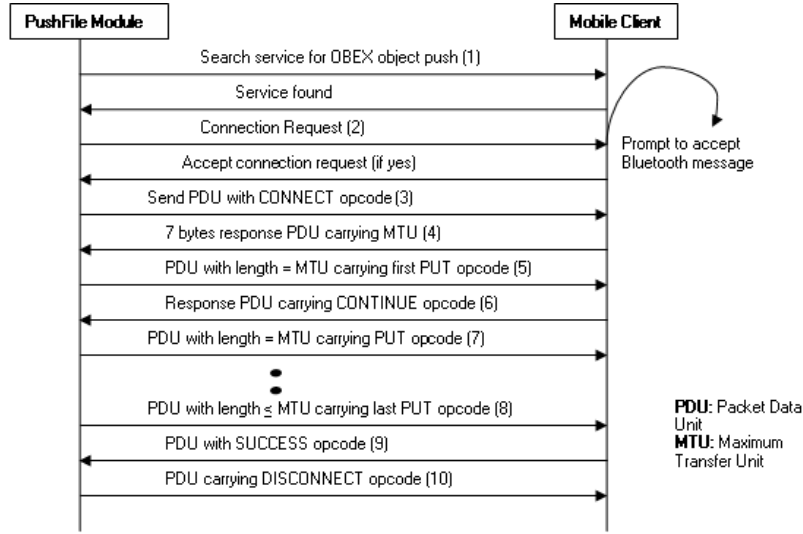 PushFile Module
Mobile Client
Search service for OBEX object push (1)
Service found
Connection Request (2)
Prompt to accept
Bluetooth message
Accept connection request (if yes)
Send PDU with CONNECT opcode (3)
7 bytes response PDU carrying MTU (4)
PDU with length = MTU carrying first PUT opcode (5)
Response PDU carrying CONTINUE opcode (6)
PDU with length = MTU carrying PUT opcode (7)
PDU with length ≤ MTU carrying last PUT opcode (8)
PDU with SUCCESS opcode (9)
PDU carrying DISCONNECT opcode (10)
PDU: Packet Data
Unit
MTU: Maximum
Transfer Unit